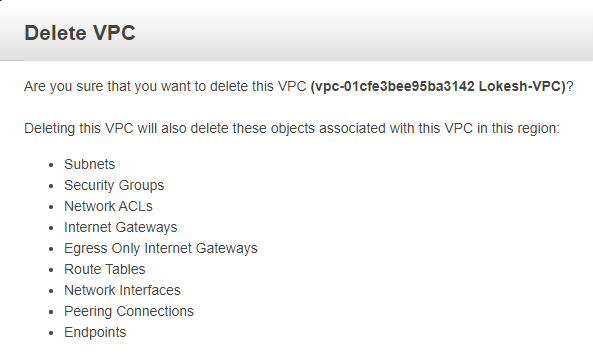 Delete VPC
Are you sure that you want to delete this VPC (vpc-01cfe3bee95ba3142 Lokesh-VPC)?
Deleting this VPC will also delete these objects associated with this VPC in this region:
• Subnets
• Security Groups
• Network ACLs
• Internet Gateways
• Egress Only Internet Gateways
• Route Tables
• Network Interfaces
• Peering Connections
• Endpoints